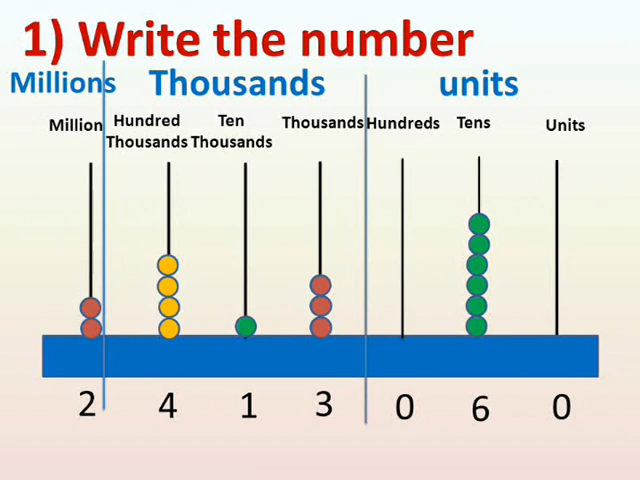 1) Write the number
Millions Thousands units
Million Hundred Thousands Ten Thousands Thousands Hundreds Tens Units
2 4 1 3 0 6 0